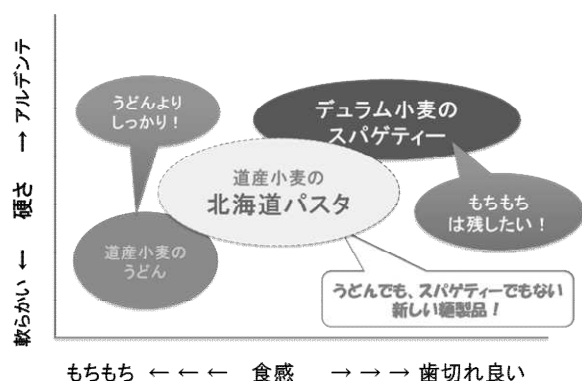 軟らかい ← 硬さ → アルデンテ
うどんより
しっかり！
デュラム小麦の
スパゲティー
道産小麦の
北海道パスタ
もちもち
は残したい！
道産小麦の
うどん
うどんでも、スパゲティーでもない
新しい麺製品！
もちもち ← ← ← 食感 → → → 歯切れ良い